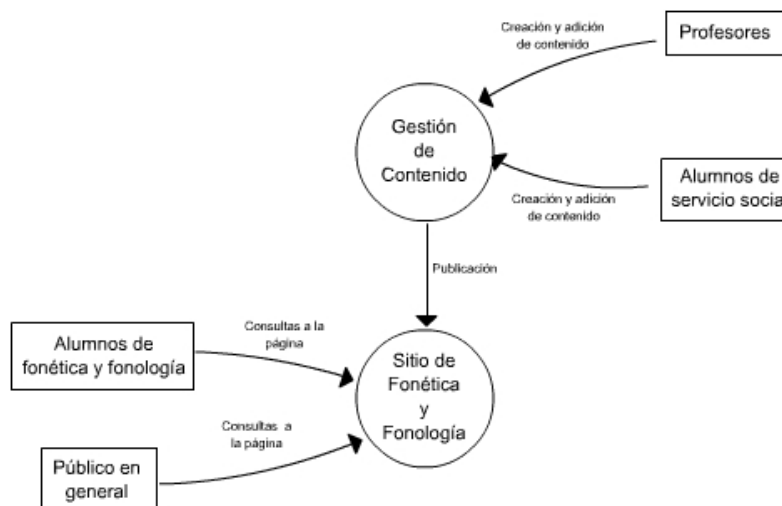 Creación y adición
de contenido
Profesores
Gestión
de
Contenido
Creación y adición
de contenido
Alumnos de
servicio social
Publicación
Alumnos de
fonética y fonología
Consultas a la
página
Sitio de
Fonética
y
Fonología
Consultas a
la página
Público en
general